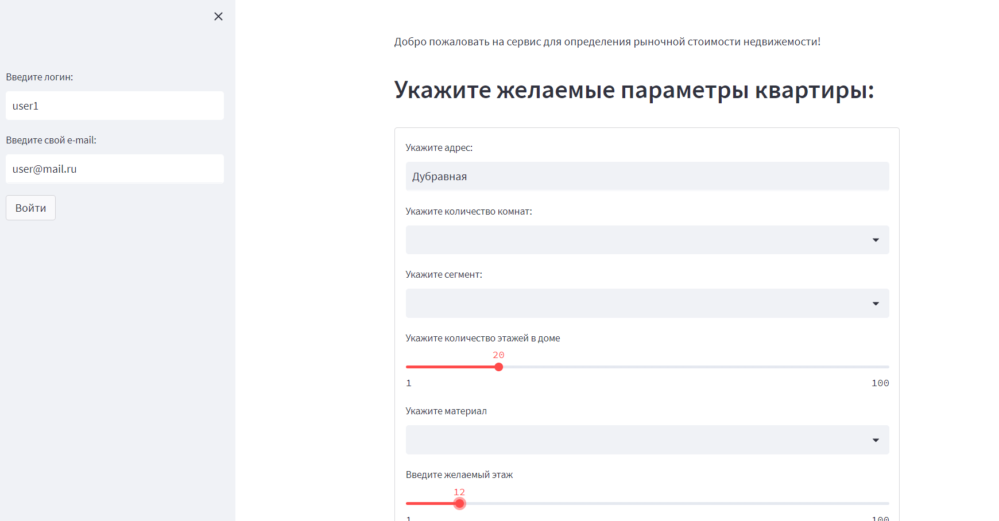 Введите логин:
user1
Введите свой e-mail:
user@mail.ru
Войти
Добро пожаловать на сервис для определения рыночной стоимости недвижемости!
Укажите желаемые параметры квартиры:
Укажите адрес:
Дубравная
Укажите количество комнат:
Укажите сегмент:
Укажите количество этажей в доме
20
1 100
Укажите материал
Введите желаемый этаж
12
1 100